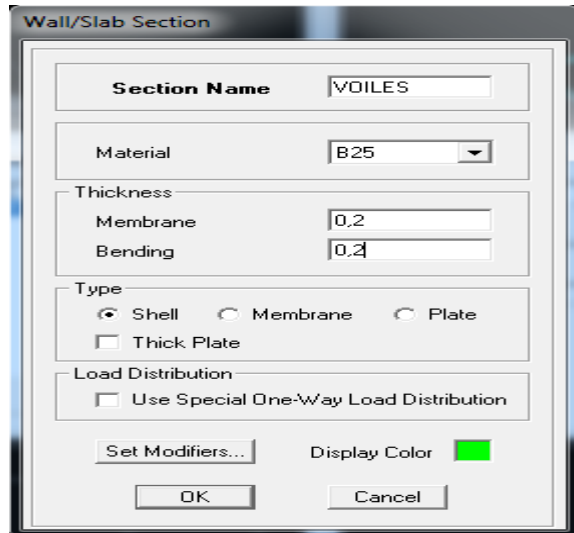 Wall/Slab Section
Section Name VOILES
Material B25
Thickness
Membrane 0,2
Bending 0,2
Type
Shell Membrane Plate
Thick Plate
Load Distribution
Use Special One-Way Load Distribution
Set Modifiers... Display Color
OK Cancel